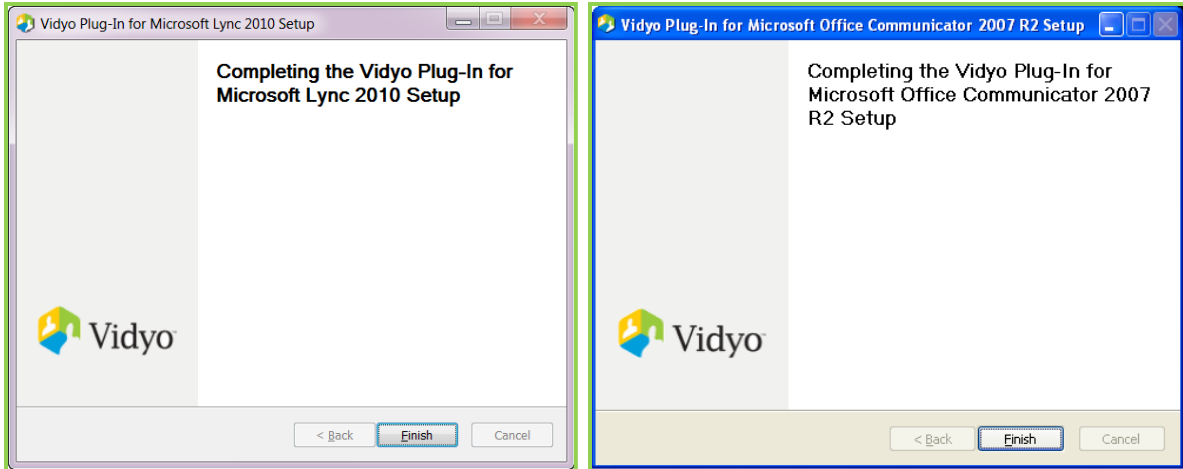 Vidyo Plug-In for Microsoft Lync 2010 Setup
Completing the Vidyo Plug-In for
Microsoft Lync 2010 Setup
Vidyo™
< Back
Finish
Cancel
Vidyo Plug-In for Microsoft Office Communicator 2007 R2 Setup
Completing the Vidyo Plug-In for
Microsoft Office Communicator 2007
R2 Setup
Vidyo™
< Back
Finish
Cancel